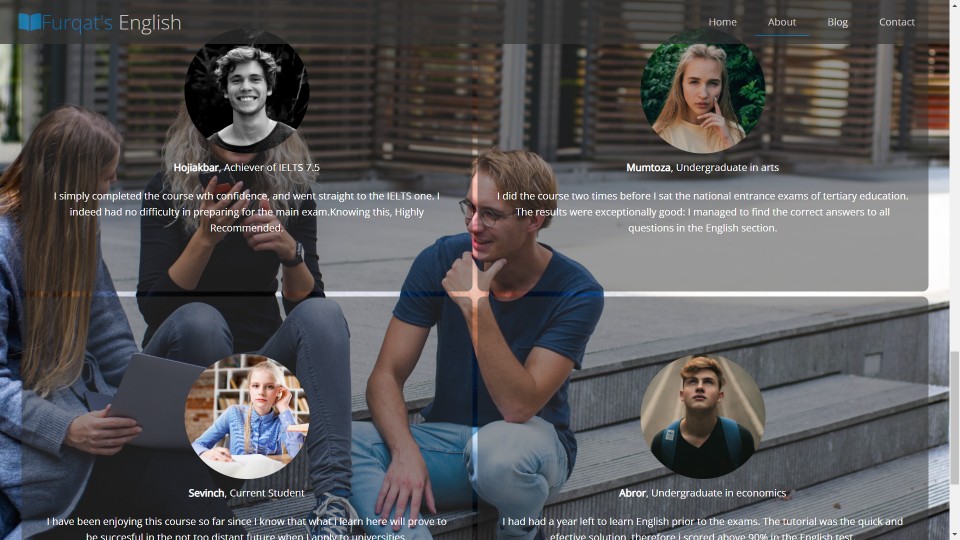 Furqat's English
Home About Blog Contact
Hojiakbar, Achiever of IELTS 7.5
I simply completed the course wth confidence, and went straight to the IELTS one. I
indeed had no difficulty in preparing for the main exam.Knowing this, Highly
Recommended.
Mumtoza, Undergraduate in arts
I did the course two times before I sat the national entrance exams of tertiary education.
The results were exceptionally good: I managed to find the correct answers to all
questions in the English section.
Sevinch, Current Student
I have been enjoying this course so far since I know that what i learn here will prove to
be succesful in the not too distant future when I apply to universities.
Abror, Undergraduate in economics
I had had a year left to learn English prior to the exams. The tutorial was the quick and
efective solution, therefore i scored above 90% in the English test.